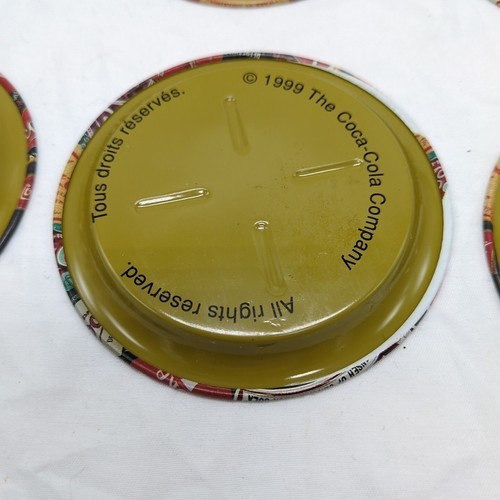 © 1999 The Coca-Cola Company
All rights reserved.
Tous droits réservés.